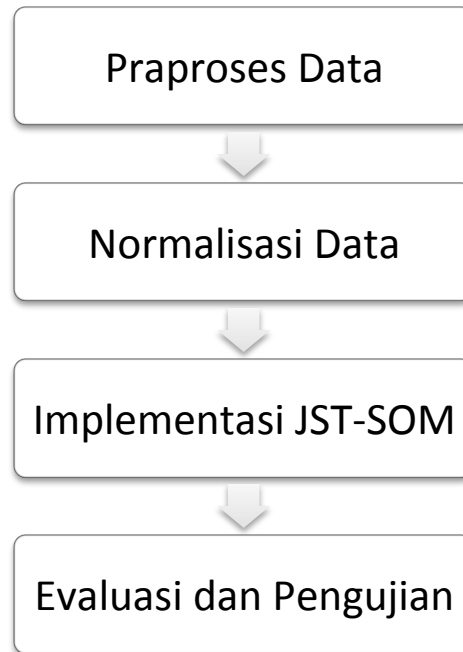 Praproses Data
Normalisasi Data
Implementasi JST-SOM
Evaluasi dan Pengujian